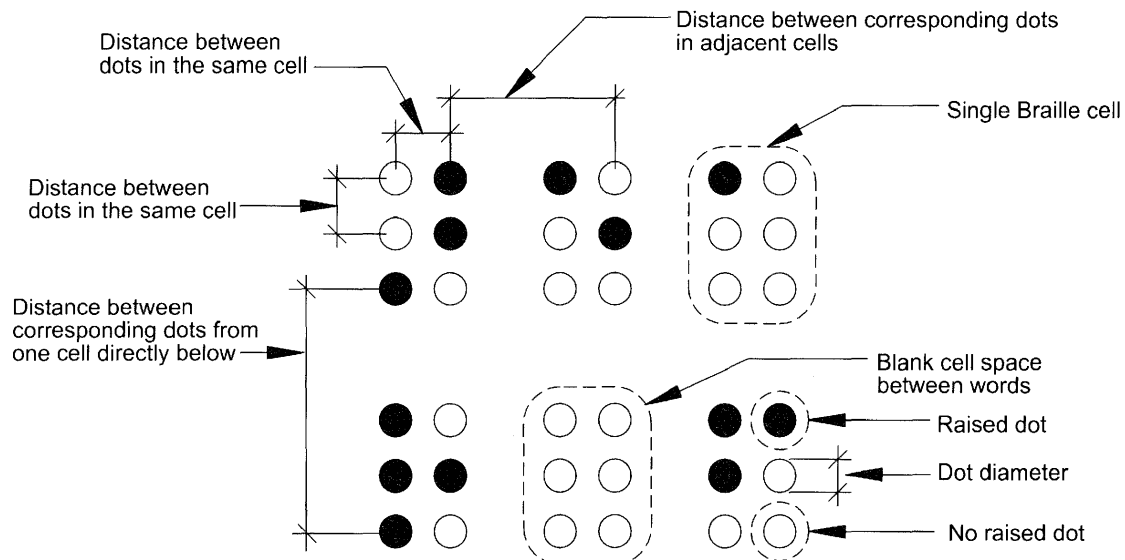 Distance between
dots in the same cell
Distance between corresponding dots
in adjacent cells
Single Braille cell
Distance between
dots in the same cell
Distance between
corresponding dots from
one cell directly below
Blank cell space
between words
Raised dot
Dot diameter
No raised dot